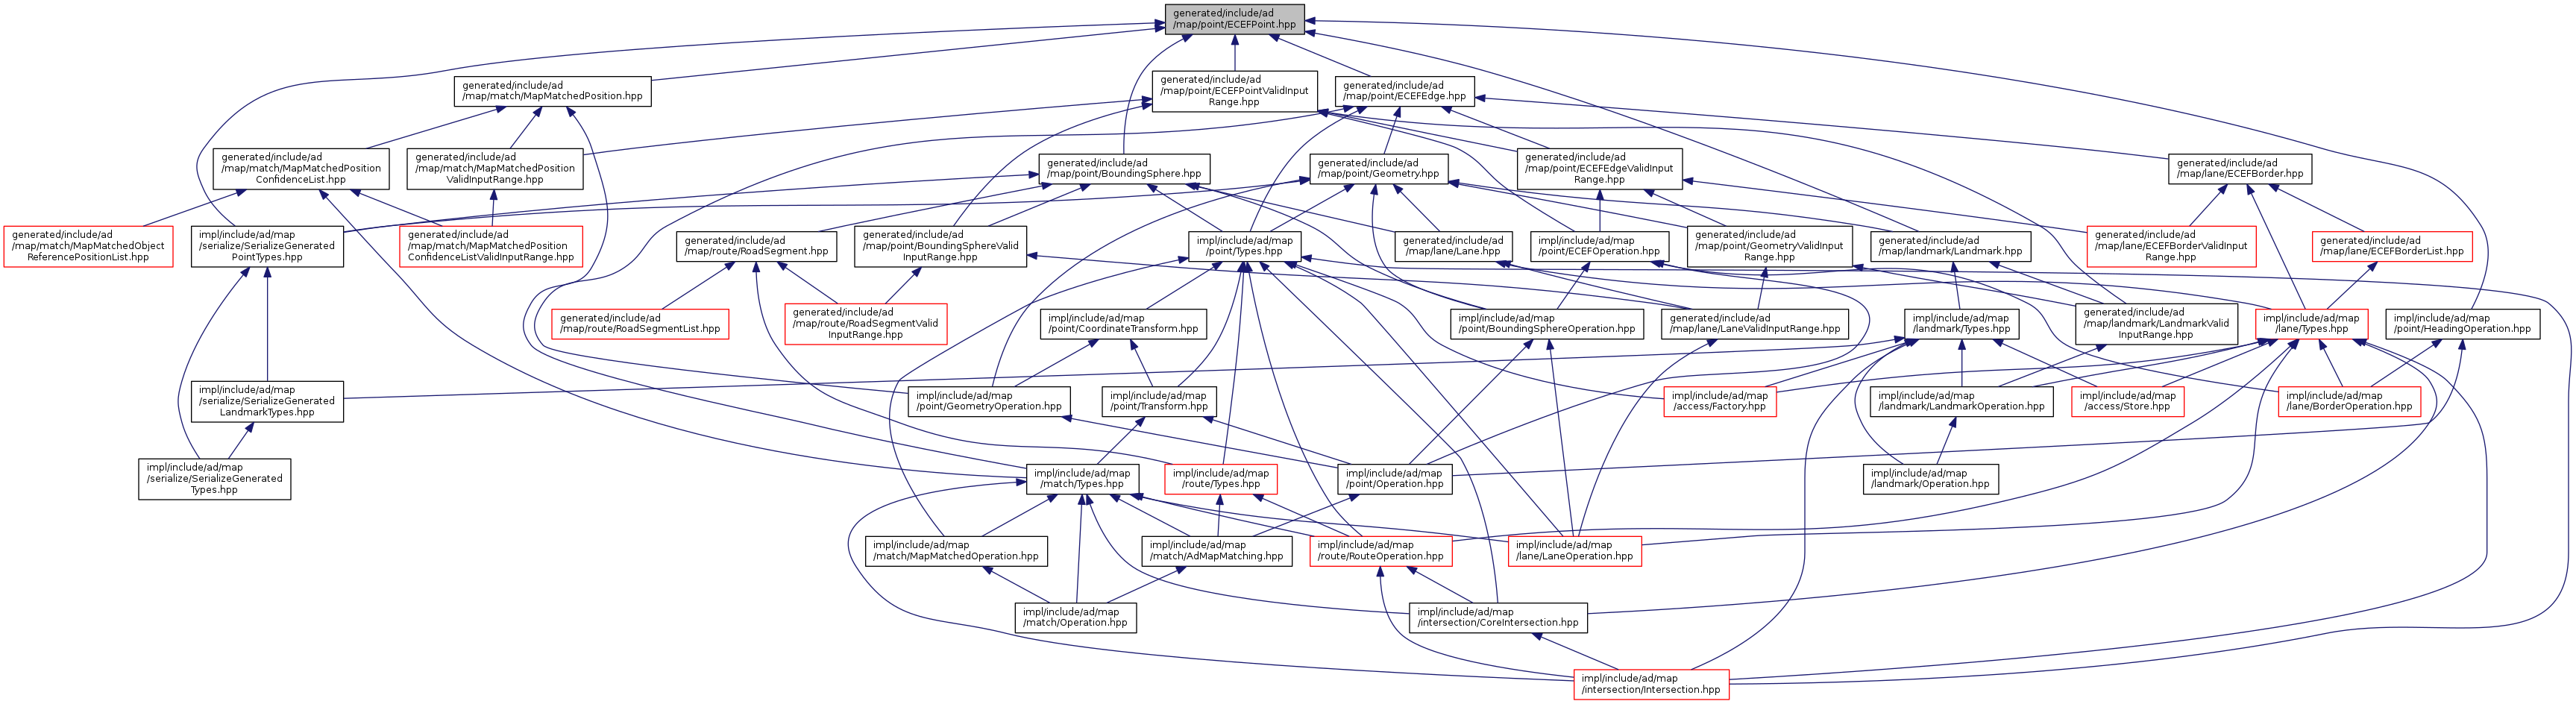 generated/include/ad
/map/point/ECEFPoint.hpp
generated/include/ad
/map/match/MapMatchedPosition.hpp
generated/include/ad
/map/point/ECEFPointValidInput
Range.hpp
generated/include/ad
/map/point/ECEFEdge.hpp
generated/include/ad
/map/match/MapMatchedPosition
ConfidenceList.hpp
generated/include/ad
/map/match/MapMatchedPosition
ValidInputRange.hpp
generated/include/ad
/map/point/BoundingSphere.hpp
generated/include/ad
/map/point/Geometry.hpp
generated/include/ad
/map/point/ECEFEdgeValidInput
Range.hpp
generated/include/ad
/map/lane/ECEFBorder.hpp
generated/include/ad
/map/match/MapMatchedObject
ReferencePositionList.hpp
impl/include/ad/map
/serialize/SerializeGenerated
PointTypes.hpp
generated/include/ad
/map/match/MapMatchedPosition
ConfidenceListValidInputRange.hpp
generated/include/ad
/map/route/RoadSegment.hpp
generated/include/ad
/map/point/BoundingSphereValid
InputRange.hpp
impl/include/ad/map
/point/Types.hpp
generated/include/ad
/map/lane/Lane.hpp
impl/include/ad/map
/point/ECEFOperation.hpp
generated/include/ad
/map/point/GeometryValidInput
Range.hpp
generated/include/ad
/map/landmark/Landmark.hpp
generated/include/ad
/map/lane/ECEFBorderValidInput
Range.hpp
generated/include/ad
/map/lane/ECEFBorderList.hpp
generated/include/ad
/map/route/RoadSegmentList.hpp
generated/include/ad
/map/route/RoadSegmentValid
InputRange.hpp
impl/include/ad/map
/point/CoordinateTransform.hpp
impl/include/ad/map
/point/BoundingSphereOperation.hpp
generated/include/ad
/map/lane/LaneValidInputRange.hpp
impl/include/ad/map
/landmark/Types.hpp
generated/include/ad
/map/landmark/LandmarkValid
InputRange.hpp
impl/include/ad/map
/lane/Types.hpp
impl/include/ad/map
/point/HeadingOperation.hpp
impl/include/ad/map
/serialize/SerializeGenerated
LandmarkTypes.hpp
impl/include/ad/map
/point/GeometryOperation.hpp
impl/include/ad/map
/point/Transform.hpp
impl/include/ad/map
/access/Factory.hpp
impl/include/ad/map
/landmark/LandmarkOperation.hpp
impl/include/ad/map
/access/Store.hpp
impl/include/ad/map
/lane/BorderOperation.hpp
impl/include/ad/map
/serialize/SerializeGenerated
Types.hpp
impl/include/ad/map
/match/Types.hpp
impl/include/ad/map
/route/Types.hpp
impl/include/ad/map
/point/Operation.hpp
impl/include/ad/map
/landmark/Operation.hpp
impl/include/ad/map
/match/MapMatchedOperation.hpp
impl/include/ad/map
/match/AdMapMatching.hpp
impl/include/ad/map
/route/RouteOperation.hpp
impl/include/ad/map
/lane/LaneOperation.hpp
impl/include/ad/map
/match/Operation.hpp
impl/include/ad/map
/intersection/CoreIntersection.hpp
impl/include/ad/map
/intersection/Intersection.hpp